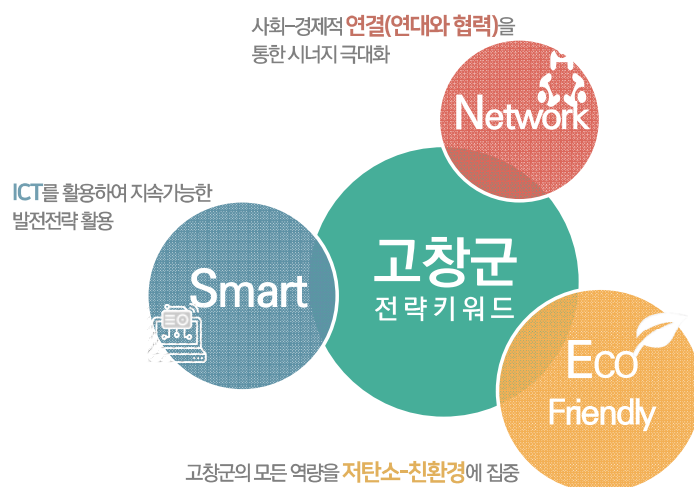 사회-경제적 연결(연대와 협력)을
통한 시너지 극대화
Network
ICT를 활용하여 지속가능한
발전전략 활용
Smart
고창군
전략키워드
Eco
Friendly
고창군의 모든 역량을 저탄소-친환경에 집중